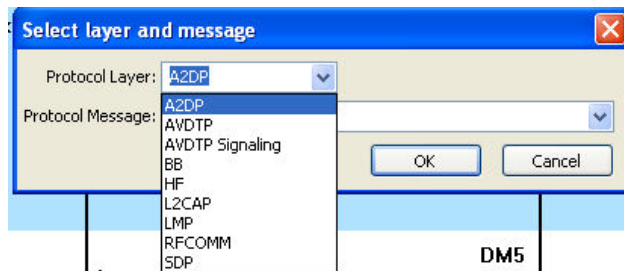 Select layer and message
Protocol Layer: A2DP
A2DP
Protocol Message:
AVDTP
AVDTP Signaling
BB
OK
Cancel
HF
L2CAP
LMP
RFCOMM
DM5
SDP